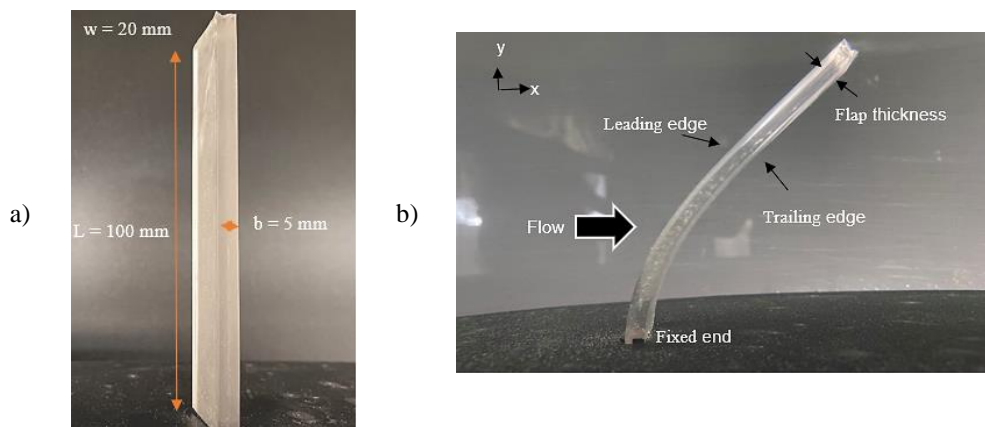 w = 20 mm
a)
L = 100 mm
b = 5 mm
b)
y
x
Leading edge
Flap thickness
Trailing edge
Flow
Fixed end